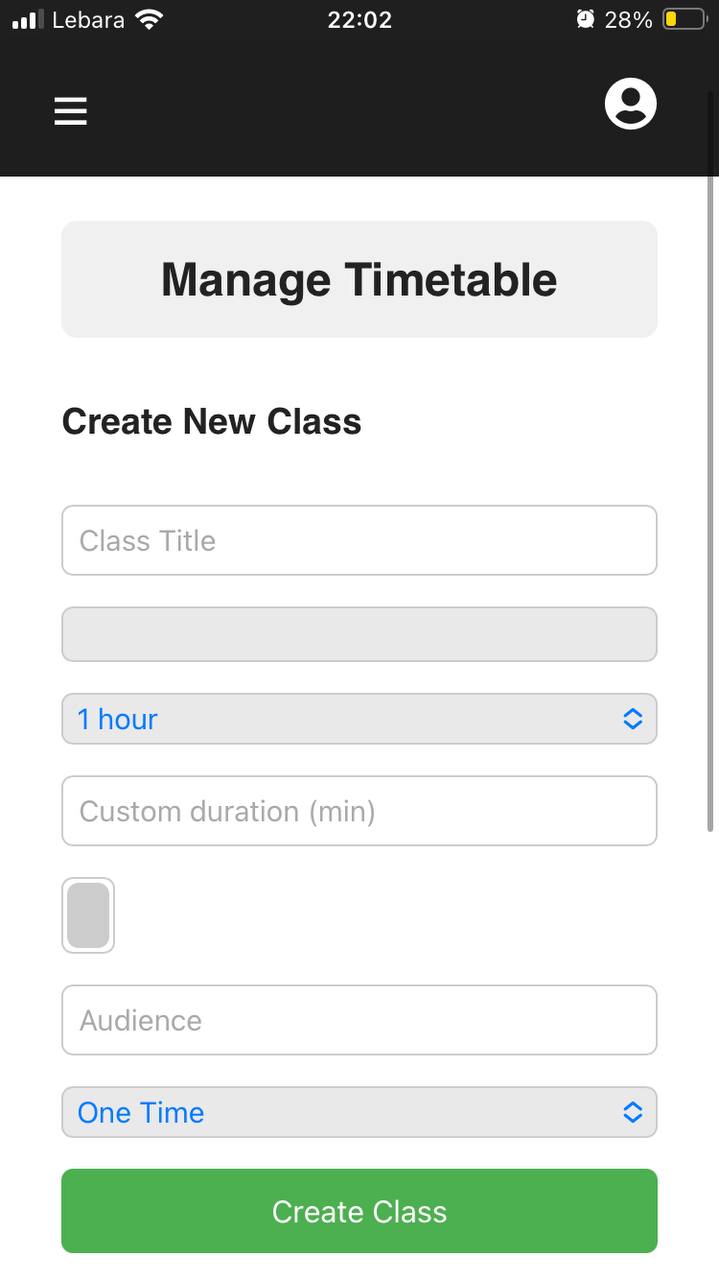 Lebara 22:02 28%
Manage Timetable
Create New Class
Class Title
1 hour
Custom duration (min)
Audience
One Time
Create Class